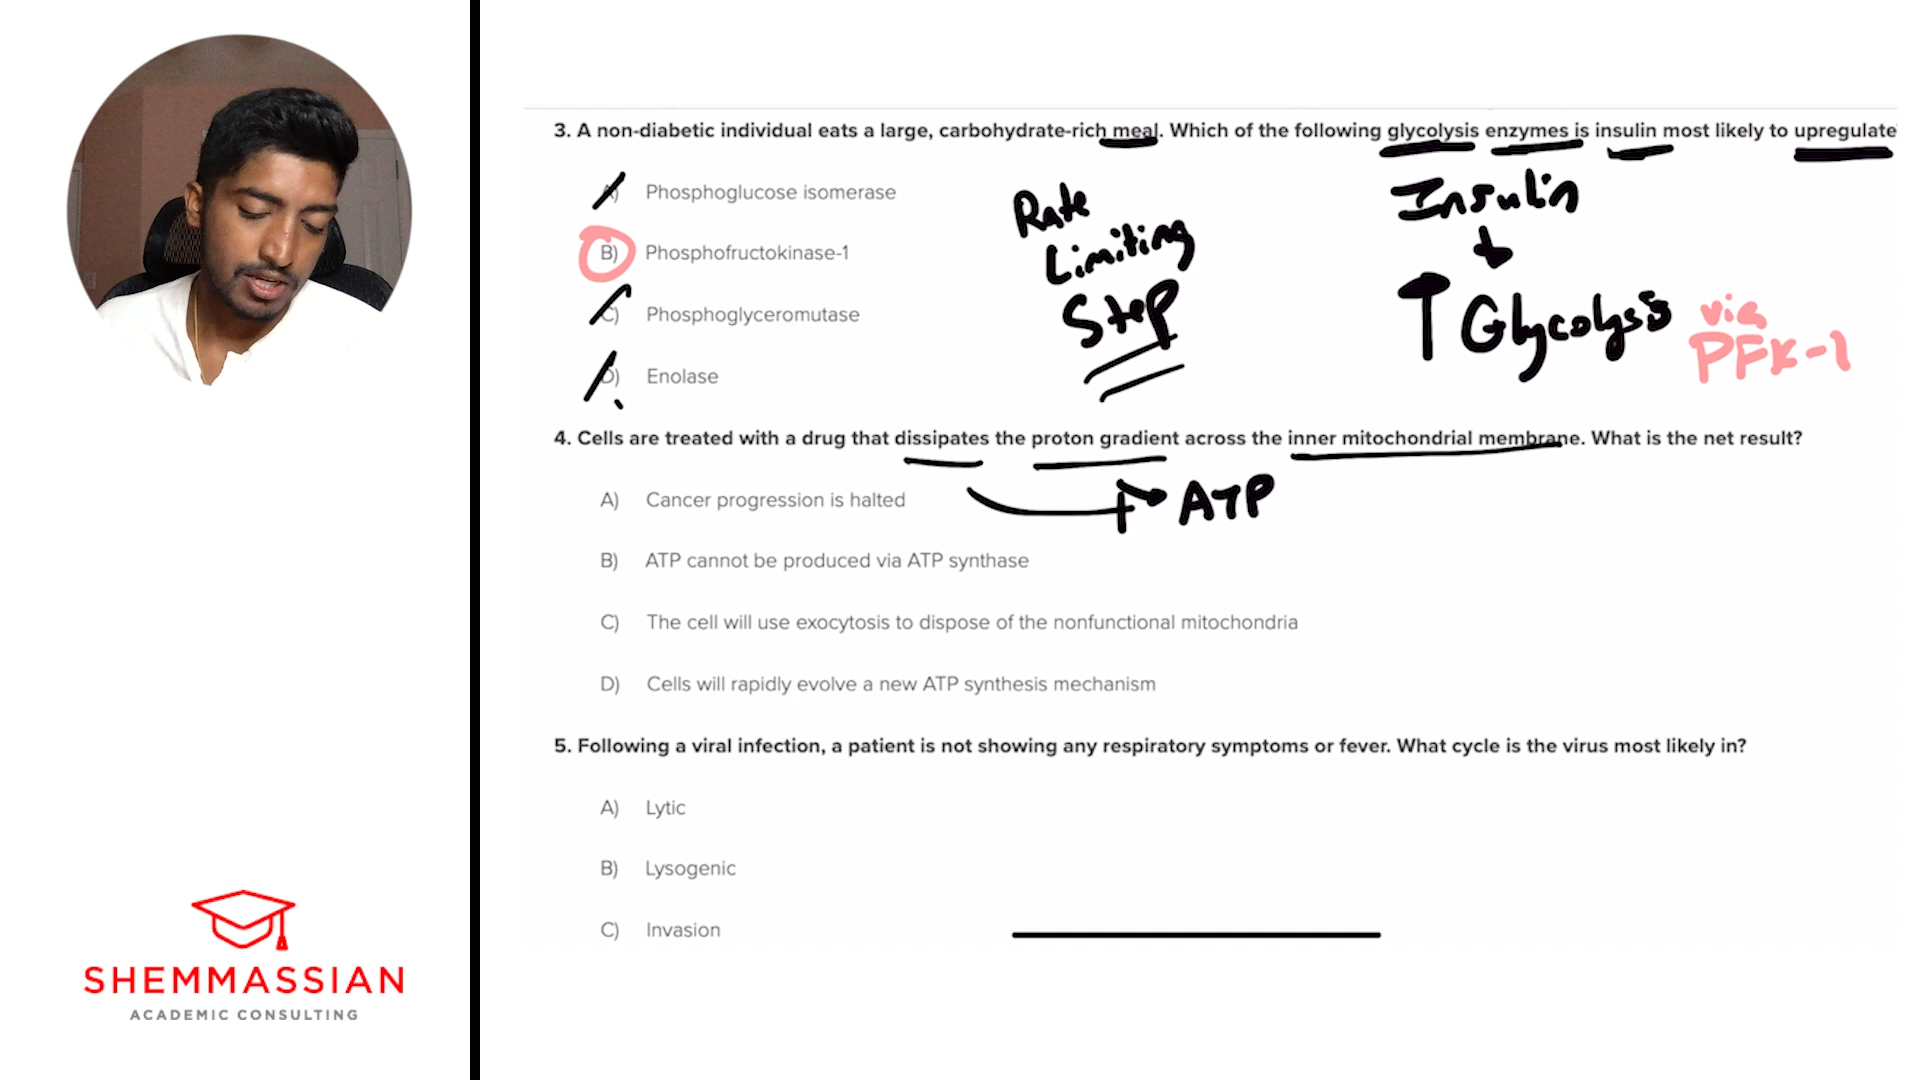 3. A non-diabetic individual eats a large, carbohydrate-rich meal. Which of the following glycolysis enzymes is insulin most likely to upregulate
A) Phosphoglucose isomerase
B) Phosphofructokinase-1
C) Phosphoglyceromutase
D) Enolase
Rate
Limiting
Step
Insulin
↑ Glycolysis
via
PFK-1
4. Cells are treated with a drug that dissipates the proton gradient across the inner mitochondrial membrane. What is the net result?
A) Cancer progression is halted
ATP
B) ATP cannot be produced via ATP synthase
C) The cell will use exocytosis to dispose of the nonfunctional mitochondria
D) Cells will rapidly evolve a new ATP synthesis mechanism
5. Following a viral infection, a patient is not showing any respiratory symptoms or fever. What cycle is the virus most likely in?
A) Lytic
B) Lysogenic
C) Invasion
SHEMMASSIAN
ACADEMIC CONSULTING